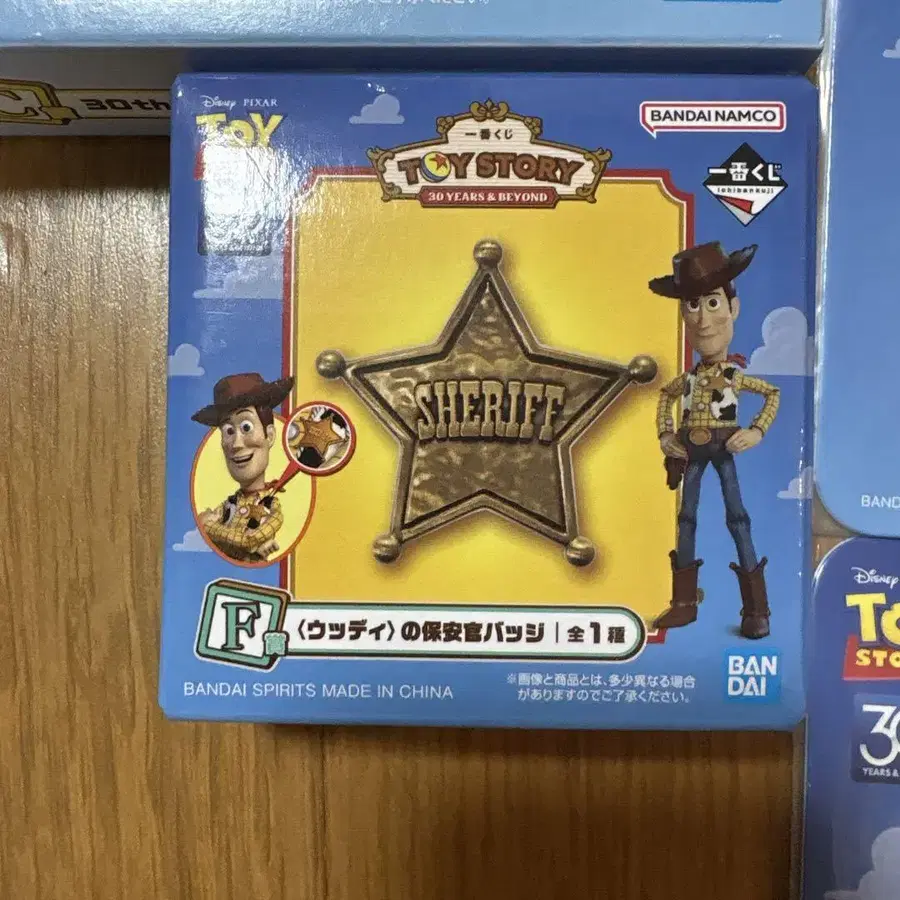 30th
Disney PIXAR
TOY
一番くじ
TOY STORY
30 YEARS & BEYOND
BANDAI NAMCO
一番くじ
ichibankuji
SHERIFF
F賞
〈ウッディ〉の保安官バッジ|全1種
BANDAI SPIRITS MADE IN CHINA
※画像と商品とは、多少異なる場合
がありますのでご了承ください。
BAN
DAI
BAND
Disney
TO
STO
30
YEARS &